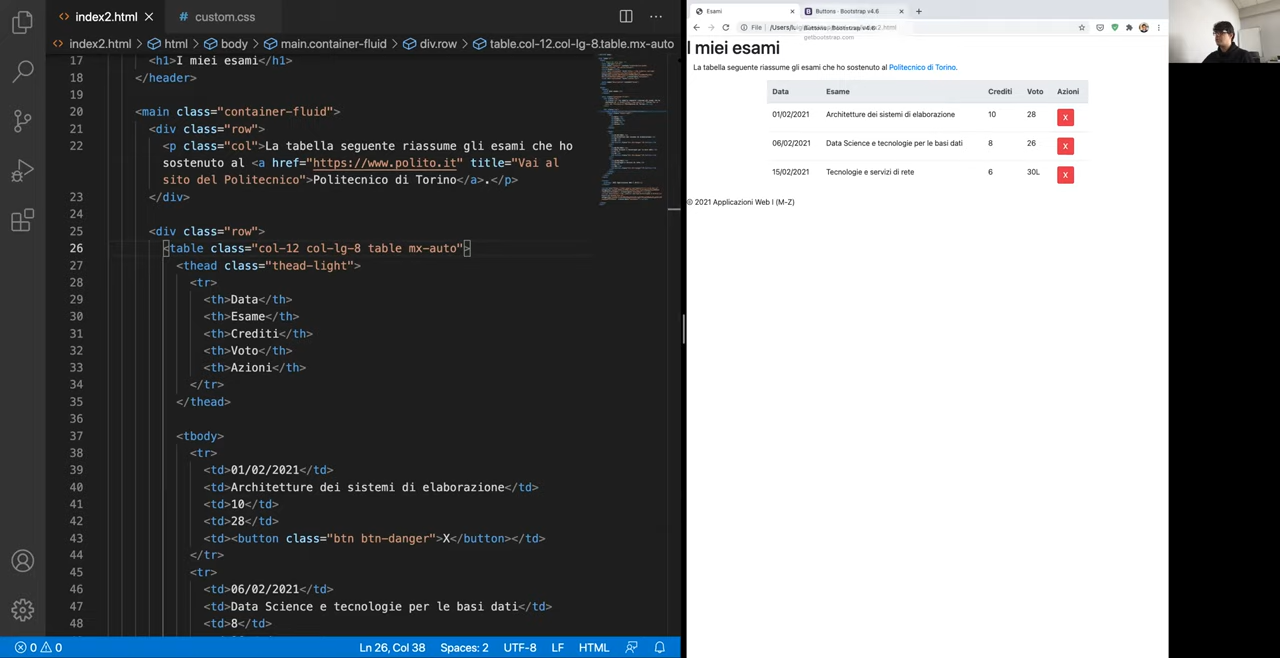 index2.html
custom.css
index2.html > html > body > main.container-fluid > div.row > table.col-12.col-lg-8.table.mx-auto
17 <h1>I miei esami</h1>
18 </header>
19
20 <main class="container-fluid">
21 <div class="row">
22 <p class="col">La tabella seguente riassume gli esami che ho
sostenuto al <a href="https://www.polito.it" title="Vai al
sito del Politecnico">Politecnico di Torino</a>.</p>
23 </div>
24
25 <div class="row">
26 <table class="col-12 col-lg-8 table mx-auto">
27 <thead class="thead-light">
28 <tr>
29 <th>Data</th>
30 <th>Esame</th>
31 <th>Crediti</th>
32 <th>Voto</th>
33 <th>Azioni</th>
34 </tr>
35 </thead>
36
37 <tbody>
38 <tr>
39 <td>01/02/2021</td>
40 <td>Architetture dei sistemi di elaborazione</td>
41 <td>10</td>
42 <td>28</td>
43 <td><button class="btn btn-danger">X</button></td>
44 </tr>
45 <tr>
46 <td>06/02/2021</td>
47 <td>Data Science e tecnologie per le basi dati</td>
48 <td>8</td>
0 0
Ln 26, Col 38
Spaces: 2
UTF-8
LF
HTML
Esami
Buttons · Bootstrap v4.6
File
Buttons · Bootstrap v4.6
getbootstrap.com
I miei esami
La tabella seguente riassume gli esami che ho sostenuto al Politecnico di Torino.
Data Esame Crediti Voto Azioni
01/02/2021 Architetture dei sistemi di elaborazione 10 28 X
06/02/2021 Data Science e tecnologie per le basi dati 8 26 X
15/02/2021 Tecnologie e servizi di rete 6 30L X
© 2021 Applicazioni Web I (M-Z)